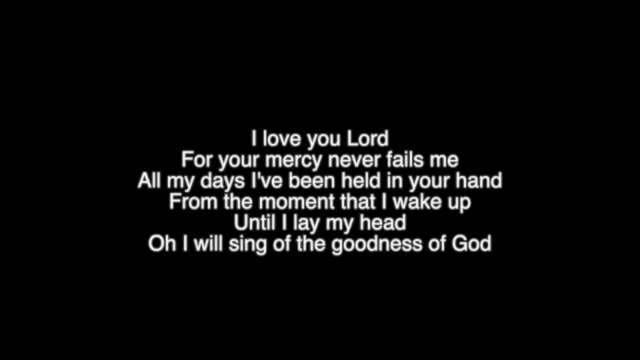 I love you Lord
For your mercy never fails me
All my days I've been held in your hand
From the moment that I wake up
Until I lay my head
Oh I will sing of the goodness of God